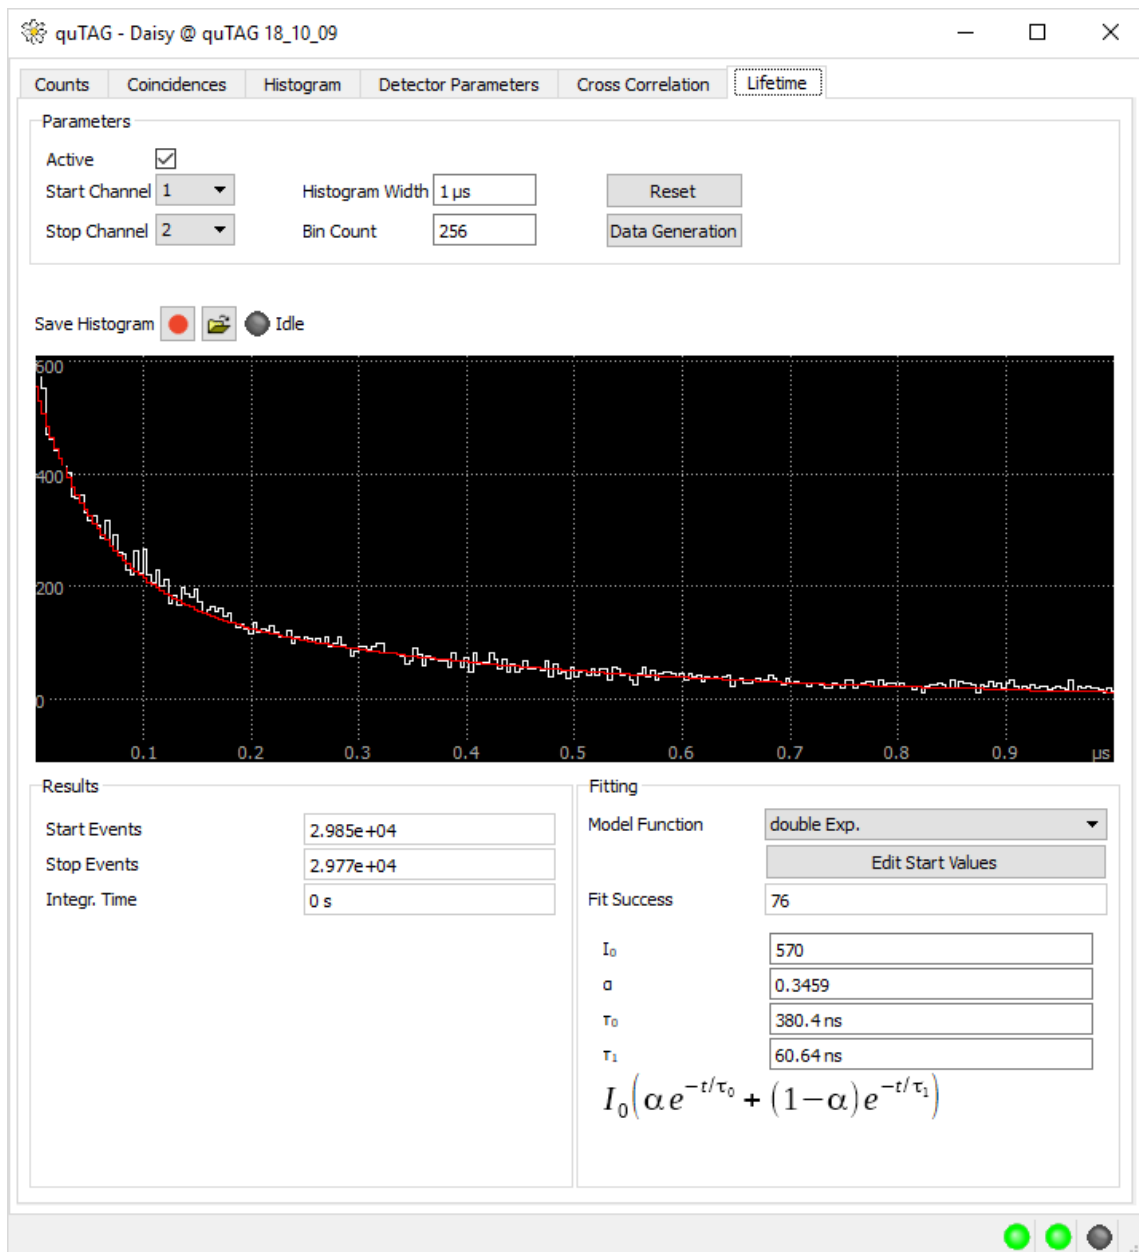 quTAG - Daisy @ quTAG 18_10_09
Counts Coincidences Histogram Detector Parameters Cross Correlation Lifetime
Parameters
Active
Start Channel 1 Histogram Width 1 µs Reset
Stop Channel 2 Bin Count 256 Data Generation
Save Histogram Idle
600
400
200
0
0.1 0.2 0.3 0.4 0.5 0.6 0.7 0.8 0.9 µs
Results Fitting
Start Events 2.985e+04 Model Function double Exp.
Stop Events 2.977e+04 Edit Start Values
Integr. Time 0 s Fit Success 76
I₀ 570
α 0.3459
τ₀ 380.4 ns
τ₁ 60.64 ns
I₀(αe^(−t/τ₀) + (1−α)e^(−t/τ₁))